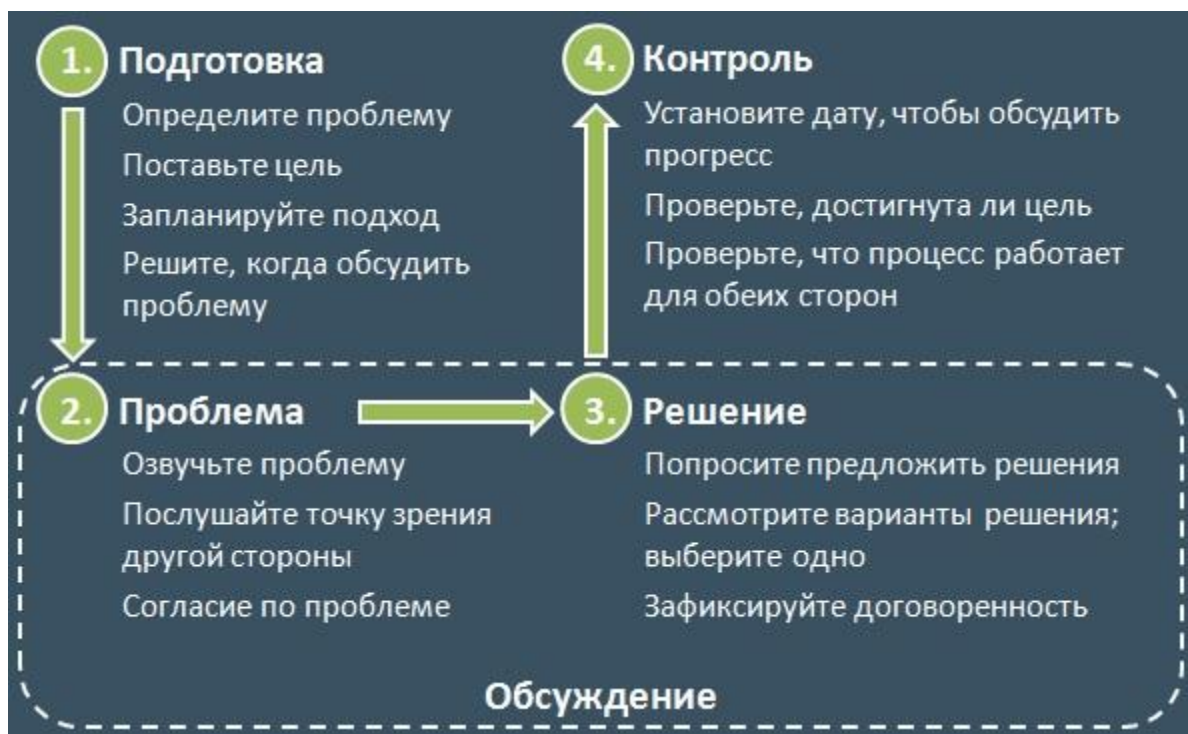 1. Подготовка
Определите проблему
Поставьте цель
Запланируйте подход
Решите, когда обсудить
проблему
2. Проблема
Озвучьте проблему
Послушайте точку зрения
другой стороны
Согласие по проблеме
3. Решение
Попросите предложить решения
Рассмотрите варианты решения;
выберите одно
Зафиксируйте договоренность
4. Контроль
Установите дату, чтобы обсудить
прогресс
Проверьте, достигнута ли цель
Проверьте, что процесс работает
для обеих сторон
Обсуждение